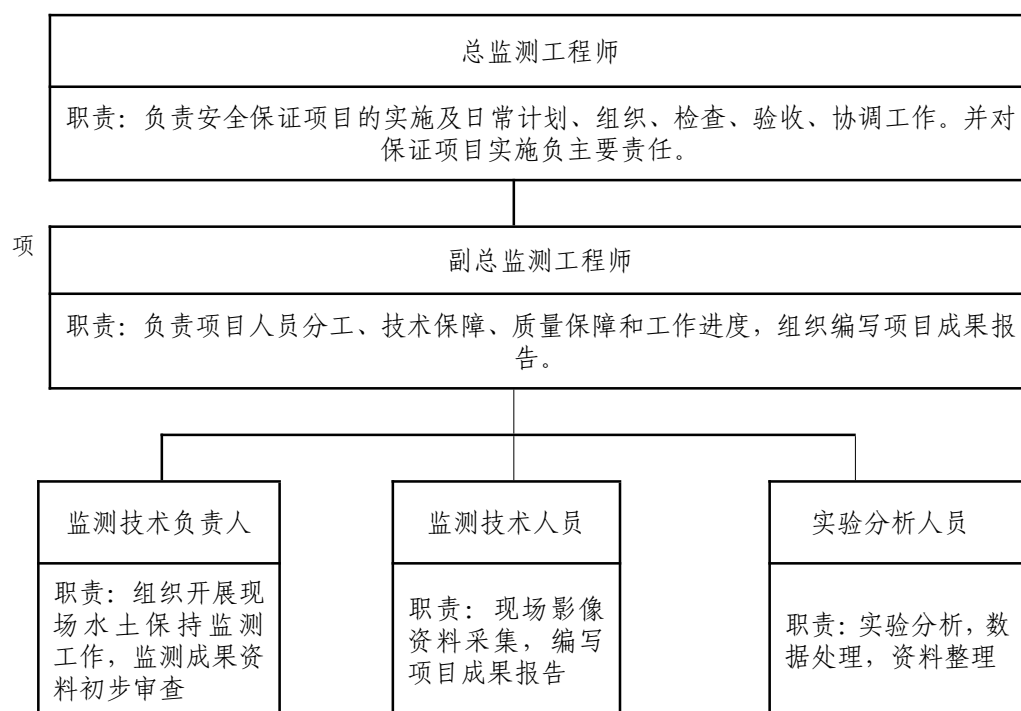 总监测工程师
职责：负责安全保证项目的实施及日常计划、组织、检查、验收、协调工作。并对
保证项目实施负主要责任。
项
副总监测工程师
职责：负责项目人员分工、技术保障、质量保障和工作进度，组织编写项目成果报
告。
监测技术负责人
职责：组织开展现
场水土保持监测
工作，监测成果资
料初步审查
监测技术人员
职责：现场影像
资料采集，编写
项目成果报告
实验分析人员
职责：实验分析，数
据处理，资料整理